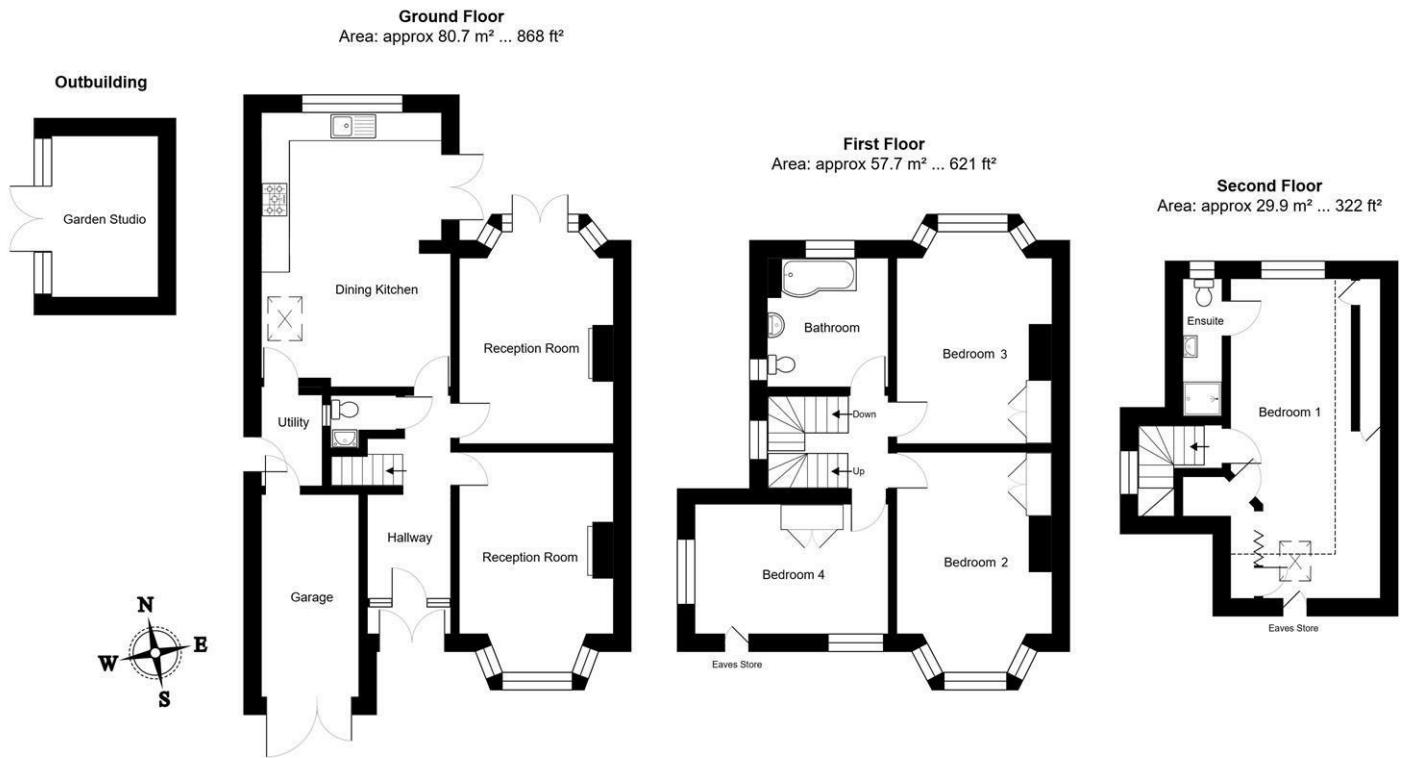 Ground Floor
Area: approx 80.7 m² ... 868 ft²
Outbuilding
Garden Studio
Dining Kitchen
Reception Room
Utility
Hallway
Reception Room
Garage
N
W
E
S
First Floor
Area: approx 57.7 m² ... 621 ft²
Bathroom
Bedroom 3
Down
Up
Bedroom 4
Bedroom 2
Eaves Store
Second Floor
Area: approx 29.9 m² ... 322 ft²
Ensuite
Bedroom 1
Eaves Store